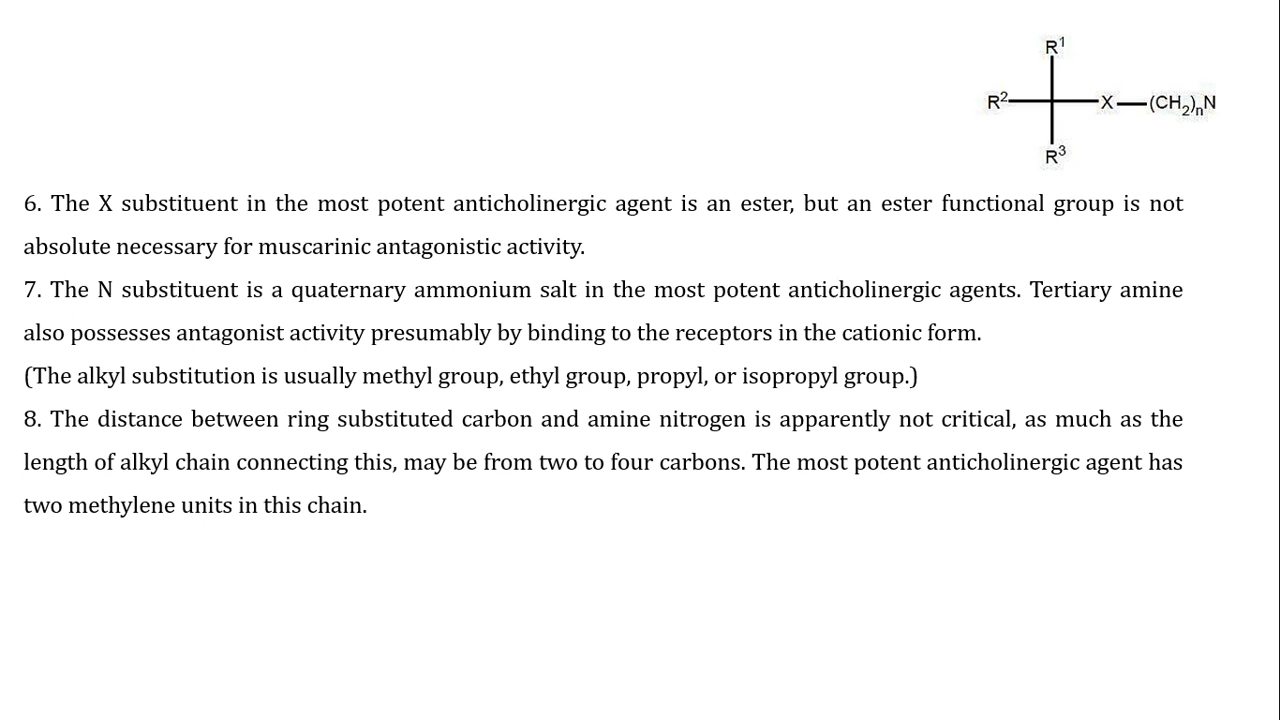 R1
R2 X (CH2)nN
R3
6. The X substituent in the most potent anticholinergic agent is an ester, but an ester functional group is not
absolute necessary for muscarinic antagonistic activity.
7. The N substituent is a quaternary ammonium salt in the most potent anticholinergic agents. Tertiary amine
also possesses antagonist activity presumably by binding to the receptors in the cationic form.
(The alkyl substitution is usually methyl group, ethyl group, propyl, or isopropyl group.)
8. The distance between ring substituted carbon and amine nitrogen is apparently not critical, as much as the
length of alkyl chain connecting this, may be from two to four carbons. The most potent anticholinergic agent has
two methylene units in this chain.